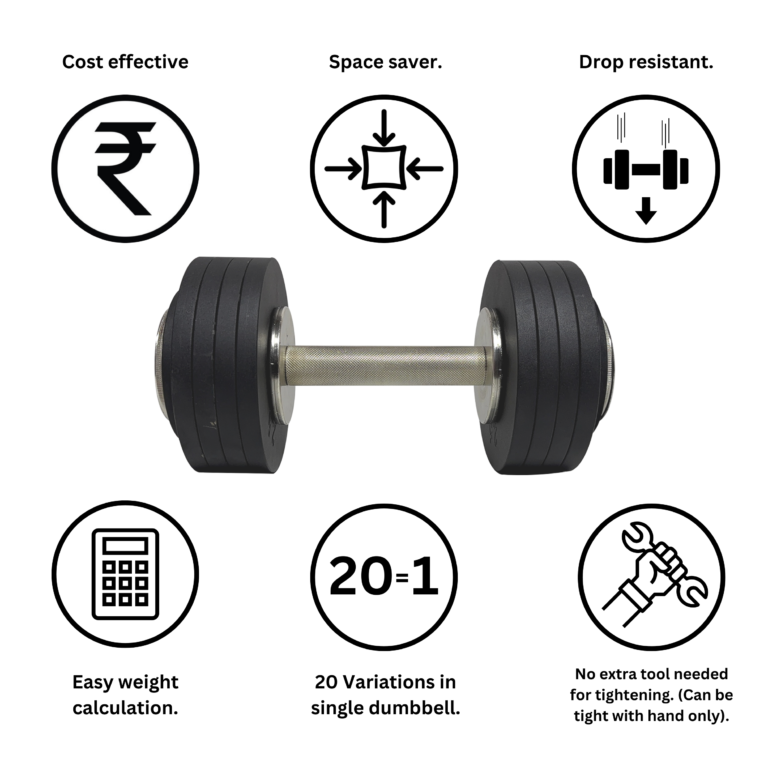 Cost effective
Space saver.
Drop resistant.
₹
20=1
Easy weight
calculation.
20 Variations in
single dumbbell.
No extra tool needed
for tightening. (Can be
tight with hand only).